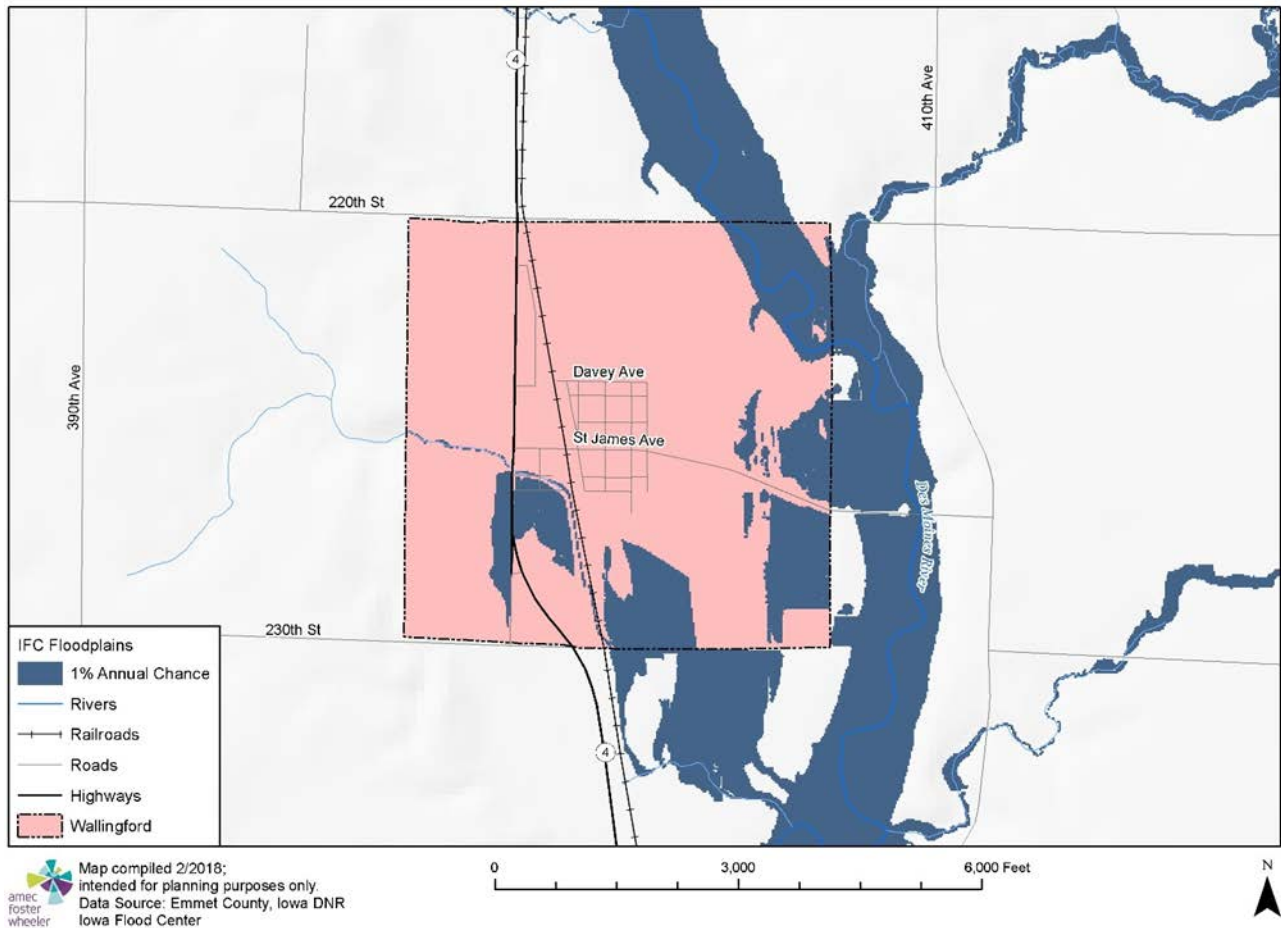 4
410th Ave
220th St
390th Ave
Davey Ave
St James Ave
Des Moines River
230th St
4
IFC Floodplains
1% Annual Chance
Rivers
Railroads
Roads
Highways
Wallingford
amec
foster
wheeler
Map compiled 2/2018;
intended for planning purposes only.
Data Source: Emmet County, Iowa DNR
Iowa Flood Center
0 3,000 6,000 Feet
N